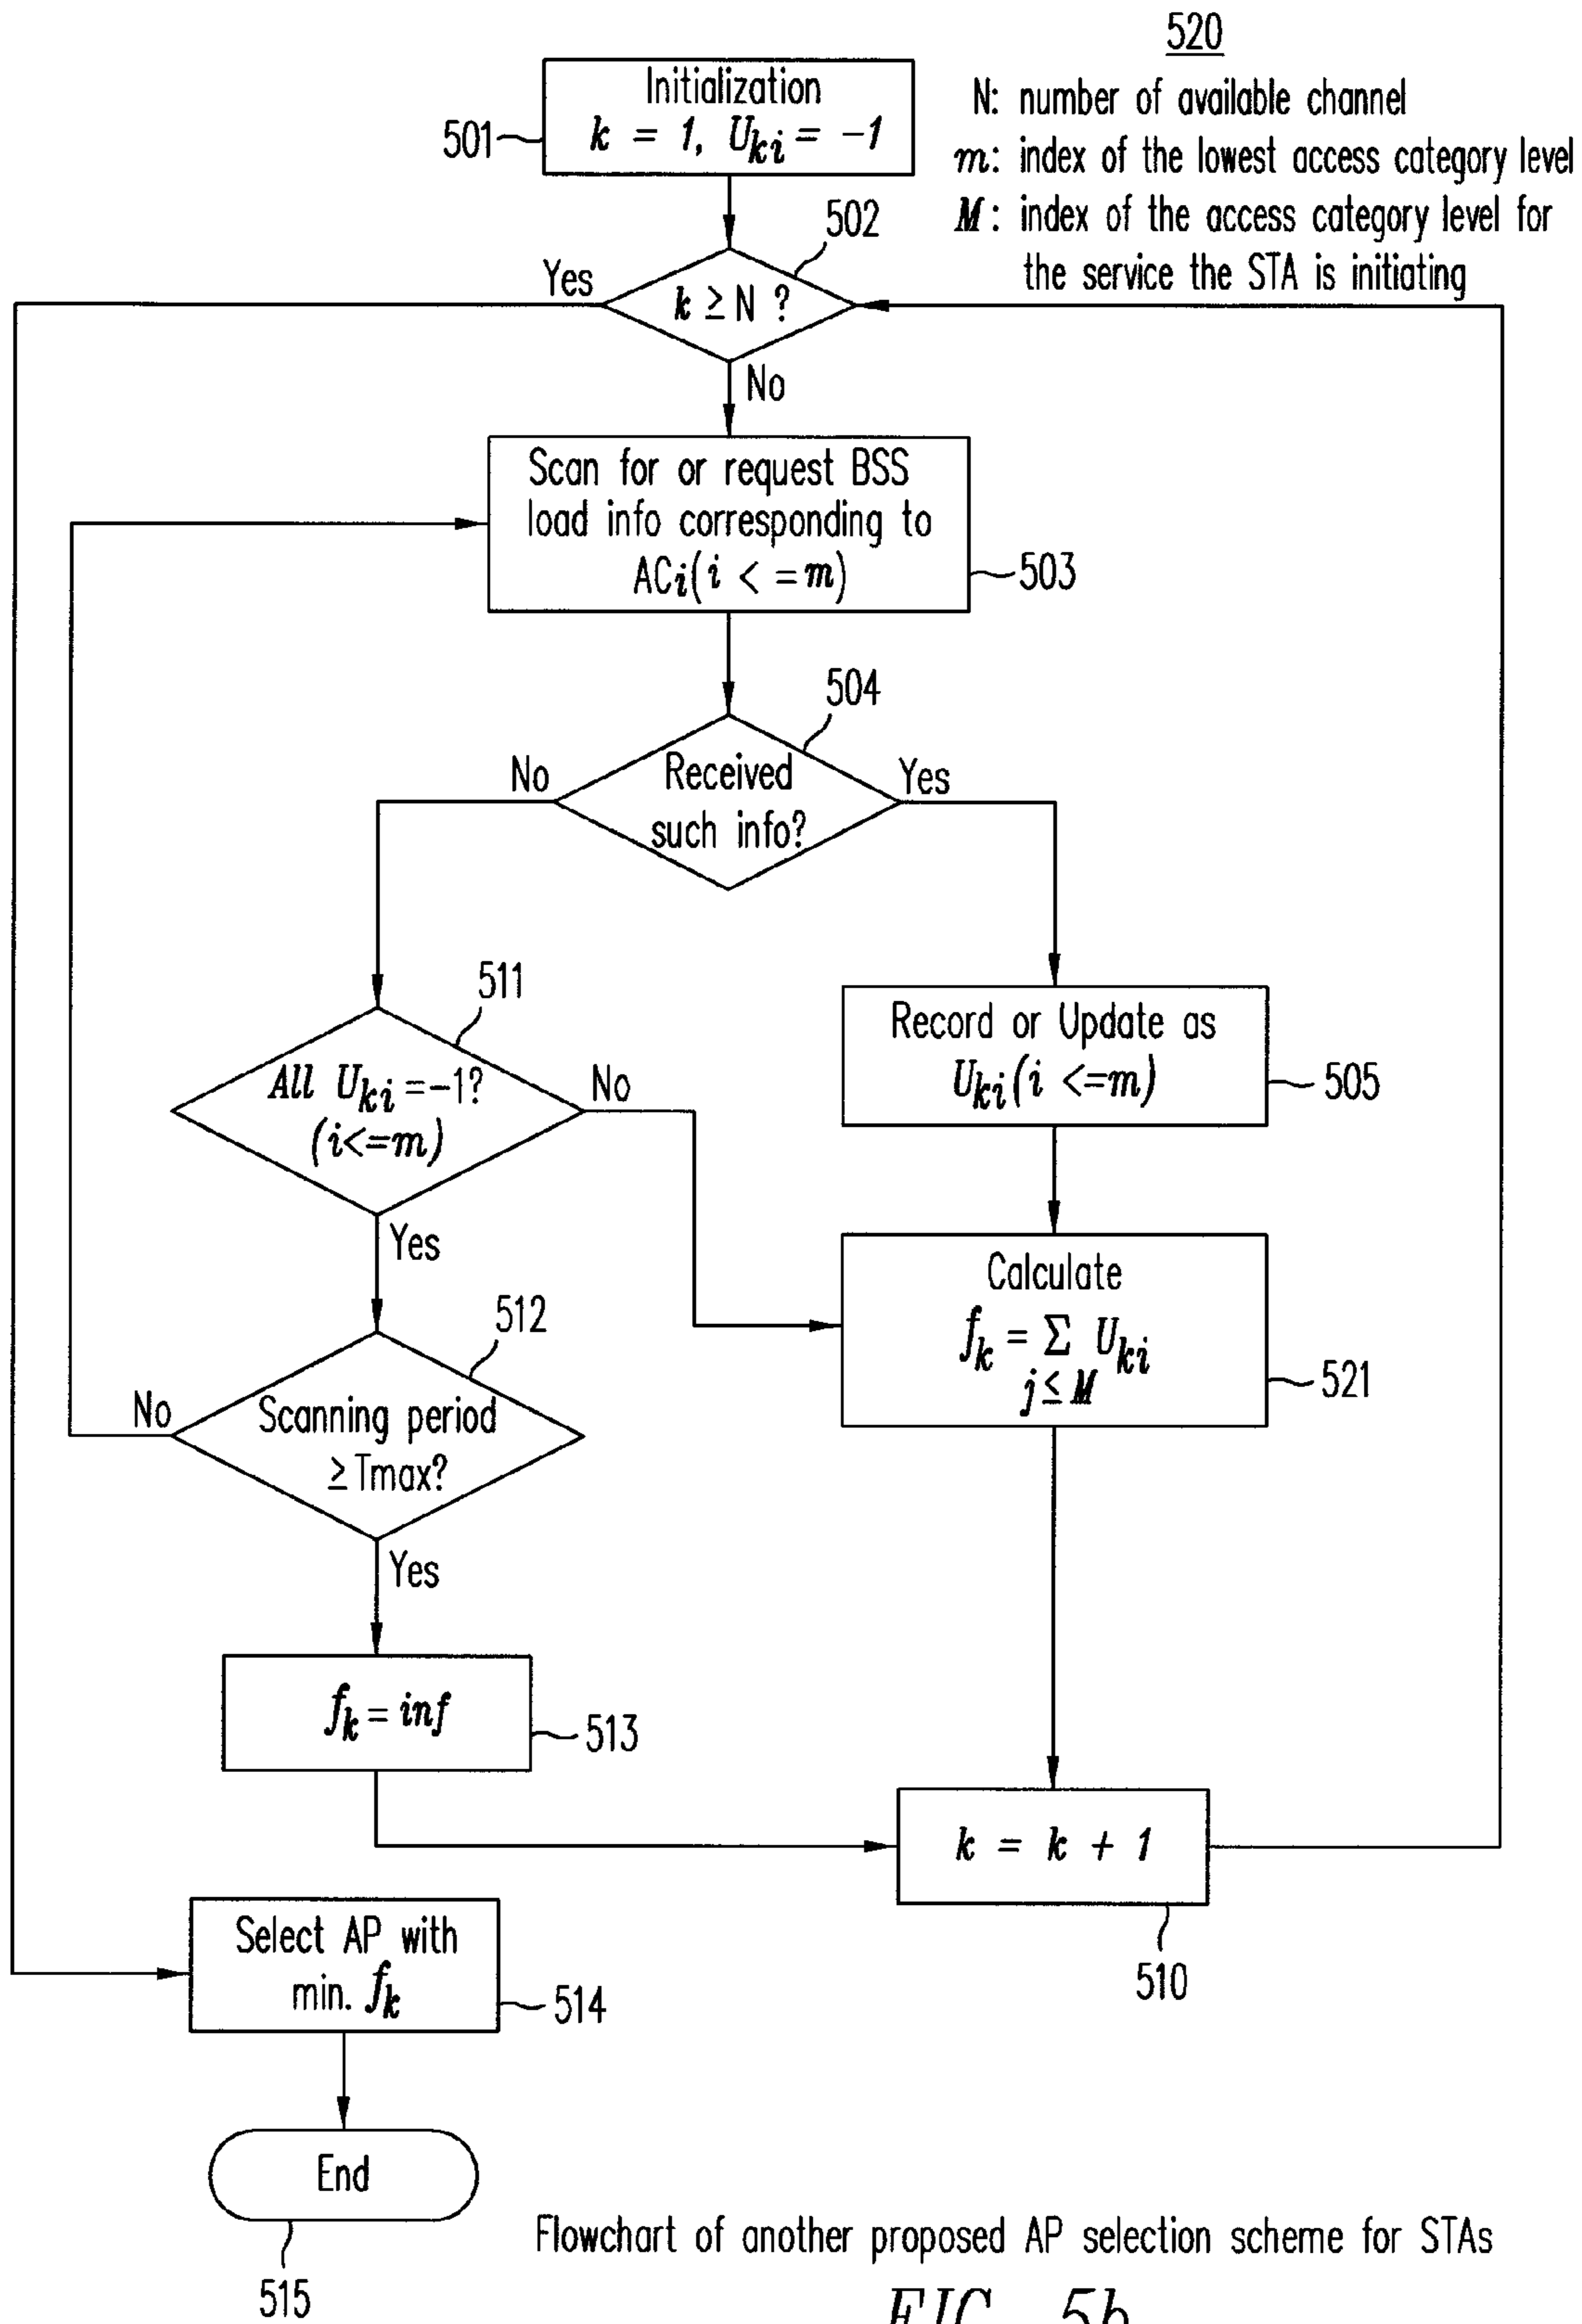 520
Initialization
k = 1, Uki = -1
501
N: number of available channel
m: index of the lowest access category level
M: index of the access category level for
the service the STA is initiating
502
Yes
k ≥ N ?
No
Scan for or request BSS
load info corresponding to
ACi(i < =m)
503
504
No
Received
such info?
Yes
511
All Uki =-1?
(i<=m)
No
Yes
Record or Update as
Uki(i <=m)
505
Calculate
fk = Σ Uki
j ≤ M
521
512
No
Scanning period
≥ Tmax?
Yes
fk = inf
513
k = k + 1
510
Select AP with
min. fk
514
End
515
Flowchart of another proposed AP selection scheme for STAs
FIG. 5b